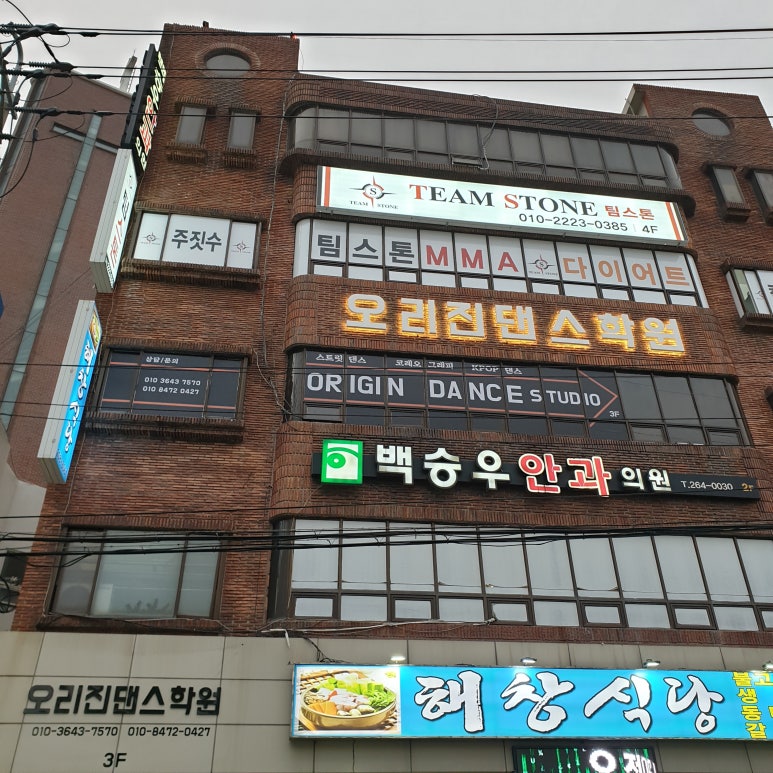 TEAM STONE
TEAM STONE 팀스톤
010-2223-0385 | 4F
주짓수
팀스톤MMA 다이어트
오리진댄스학원
상담/문의
010 3643 7570
010 8472 0427
스트릿 댄스 코레오그래피 KPOP 댄스
ORIGIN DANCE STUDIO
3F
백승우안과의원 T.264-0030 2F
오리진댄스학원
010-3643-7570 010-8472-0427
3F
해창식당